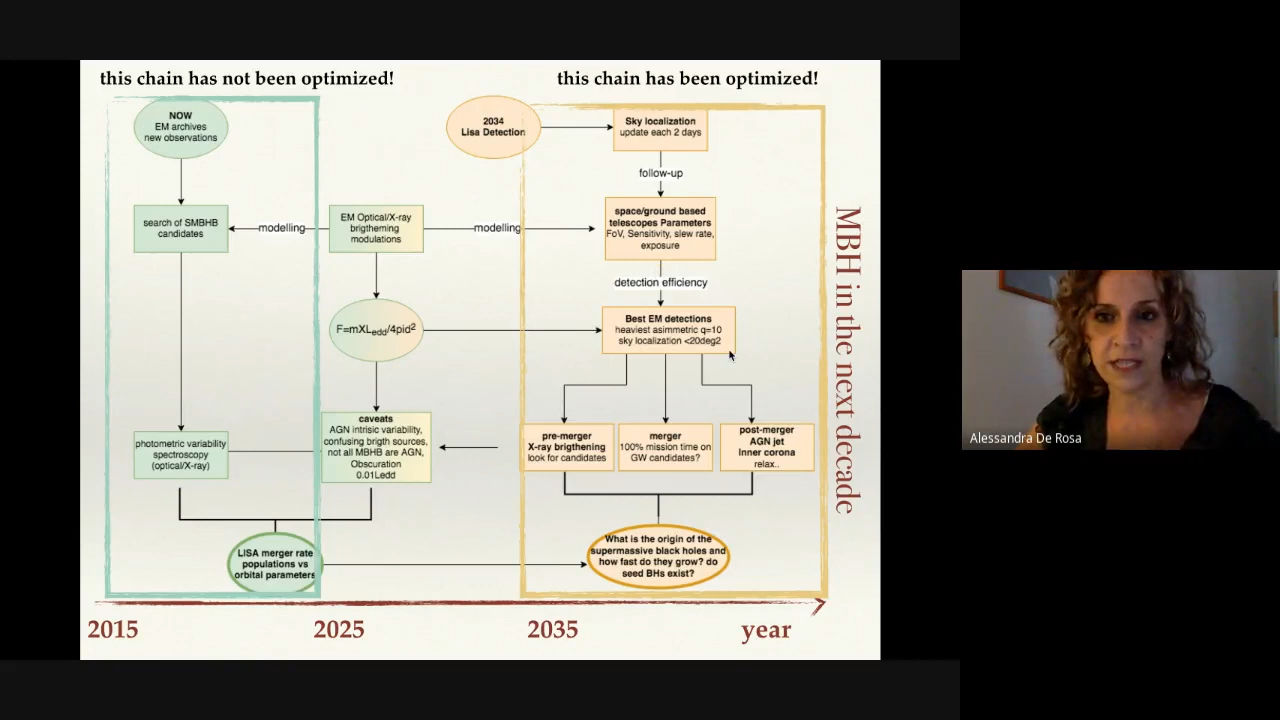 this chain has not been optimized!
this chain has been optimized!
NOW
EM archives
new observations
2034
Lisa Detection
Sky localization
update each 2 days
follow-up
search of SMBHB
candidates
modelling
EM Optical/X-ray
brigtheming
modulations
modelling
space/ground based
telescopes Parameters
FoV, Sensitivity, slew rate,
exposure
detection efficiency
F=mXLedd/4pid2
Best EM detections
heaviest asimmetric q=10
sky localization <20deg2
photometric variability
spectroscopy
(optical/X-ray)
caveats
AGN intrisic variability,
confusing brigth sources,
not all MBHB are AGN,
Obscuration
0.01Ledd
pre-merger
X-ray brigthening
look for candidates
merger
100% mission time on
GW candidates?
post-merger
AGN jet
Inner corona
relax..
LISA merger rate
populations vs
orbital parameters
What is the origin of the
supermassive black holes and
how fast do they grow? do
seed BHs exist?
MBH in the next decade
2015
2025
2035
year
Alessandra De Rosa